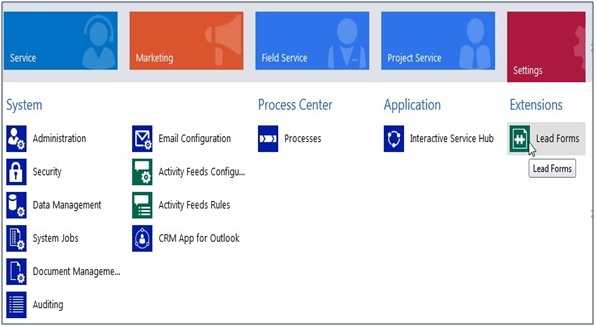 Service
Marketing
Field Service
Project Service
Settings
System
Process Center
Application
Extensions
Administration
Email Configuration
Processes
Interactive Service Hub
Lead Forms
Lead Forms
Security
Activity Feeds Configu...
Data Management
Activity Feeds Rules
System Jobs
CRM App for Outlook
Document Manageme...
Auditing